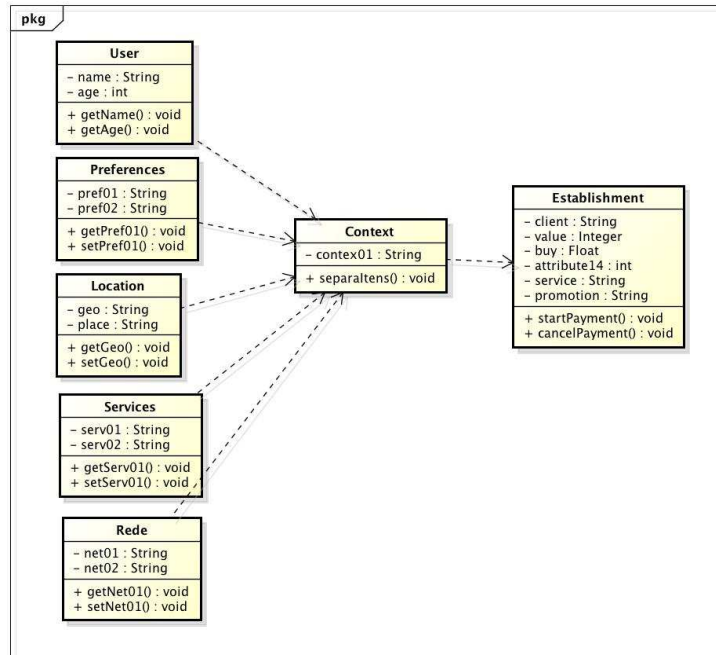 pkg
User
– name : String
– age : int
+ getName() : void
+ getAge() : void
Preferences
– pref01 : String
– pref02 : String
+ getPref01() : void
+ setPref01() : void
Location
– geo : String
– place : String
+ getGeo() : void
+ setGeo() : void
Services
– serv01 : String
– serv02 : String
+ getServ01() : void
+ setServ01() : void
Rede
– net01 : String
– net02 : String
+ getNet01() : void
+ setNet01() : void
Context
– contex01 : String
+ separaItens() : void
Establishment
– client : String
– value : Integer
– buy : Float
– attribute14 : int
– service : String
– promotion : String
+ startPayment() : void
+ cancelPayment() : void